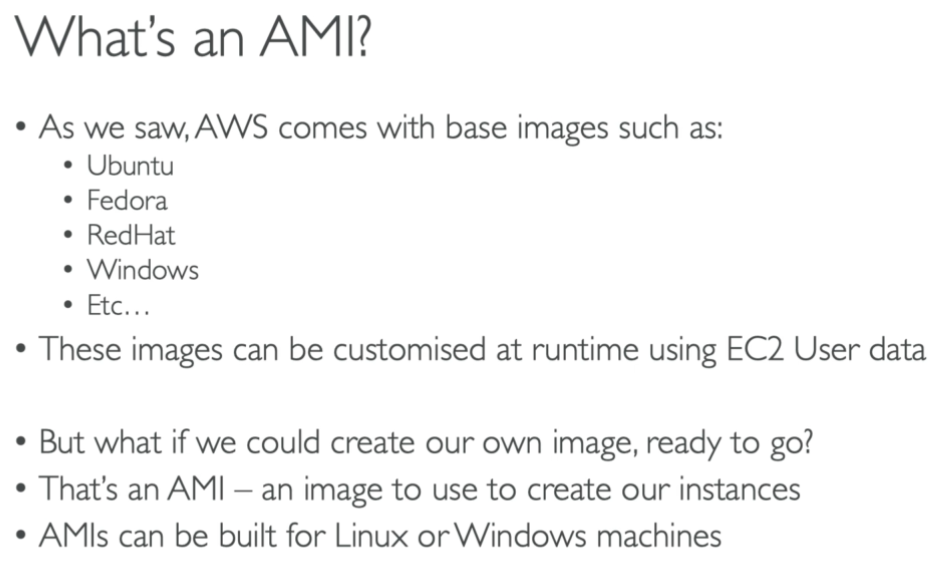 What's an AMI?
• As we saw, AWS comes with base images such as:
• Ubuntu
• Fedora
• RedHat
• Windows
• Etc…
• These images can be customised at runtime using EC2 User data
• But what if we could create our own image, ready to go?
• That's an AMI – an image to use to create our instances
• AMIs can be built for Linux or Windows machines